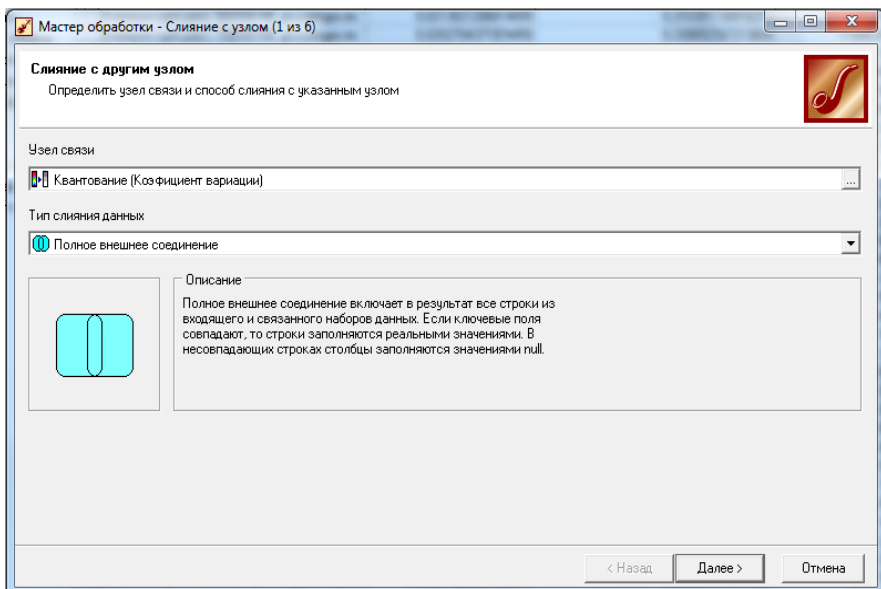 Мастер обработки - Слияние с узлом (1 из 6)
Слияние с другим узлом
Определить узел связи и способ слияния с указанным узлом
Узел связи
Квантование (Коэфициент вариации)
...
Тип слияния данных
Полное внешнее соединение
Описание
Полное внешнее соединение включает в результат все строки из
входящего и связанного наборов данных. Если ключевые поля
совпадают, то строки заполняются реальными значениями. В
несовпадающих строках столбцы заполняются значениями null.
< Назад
Далее >
Отмена